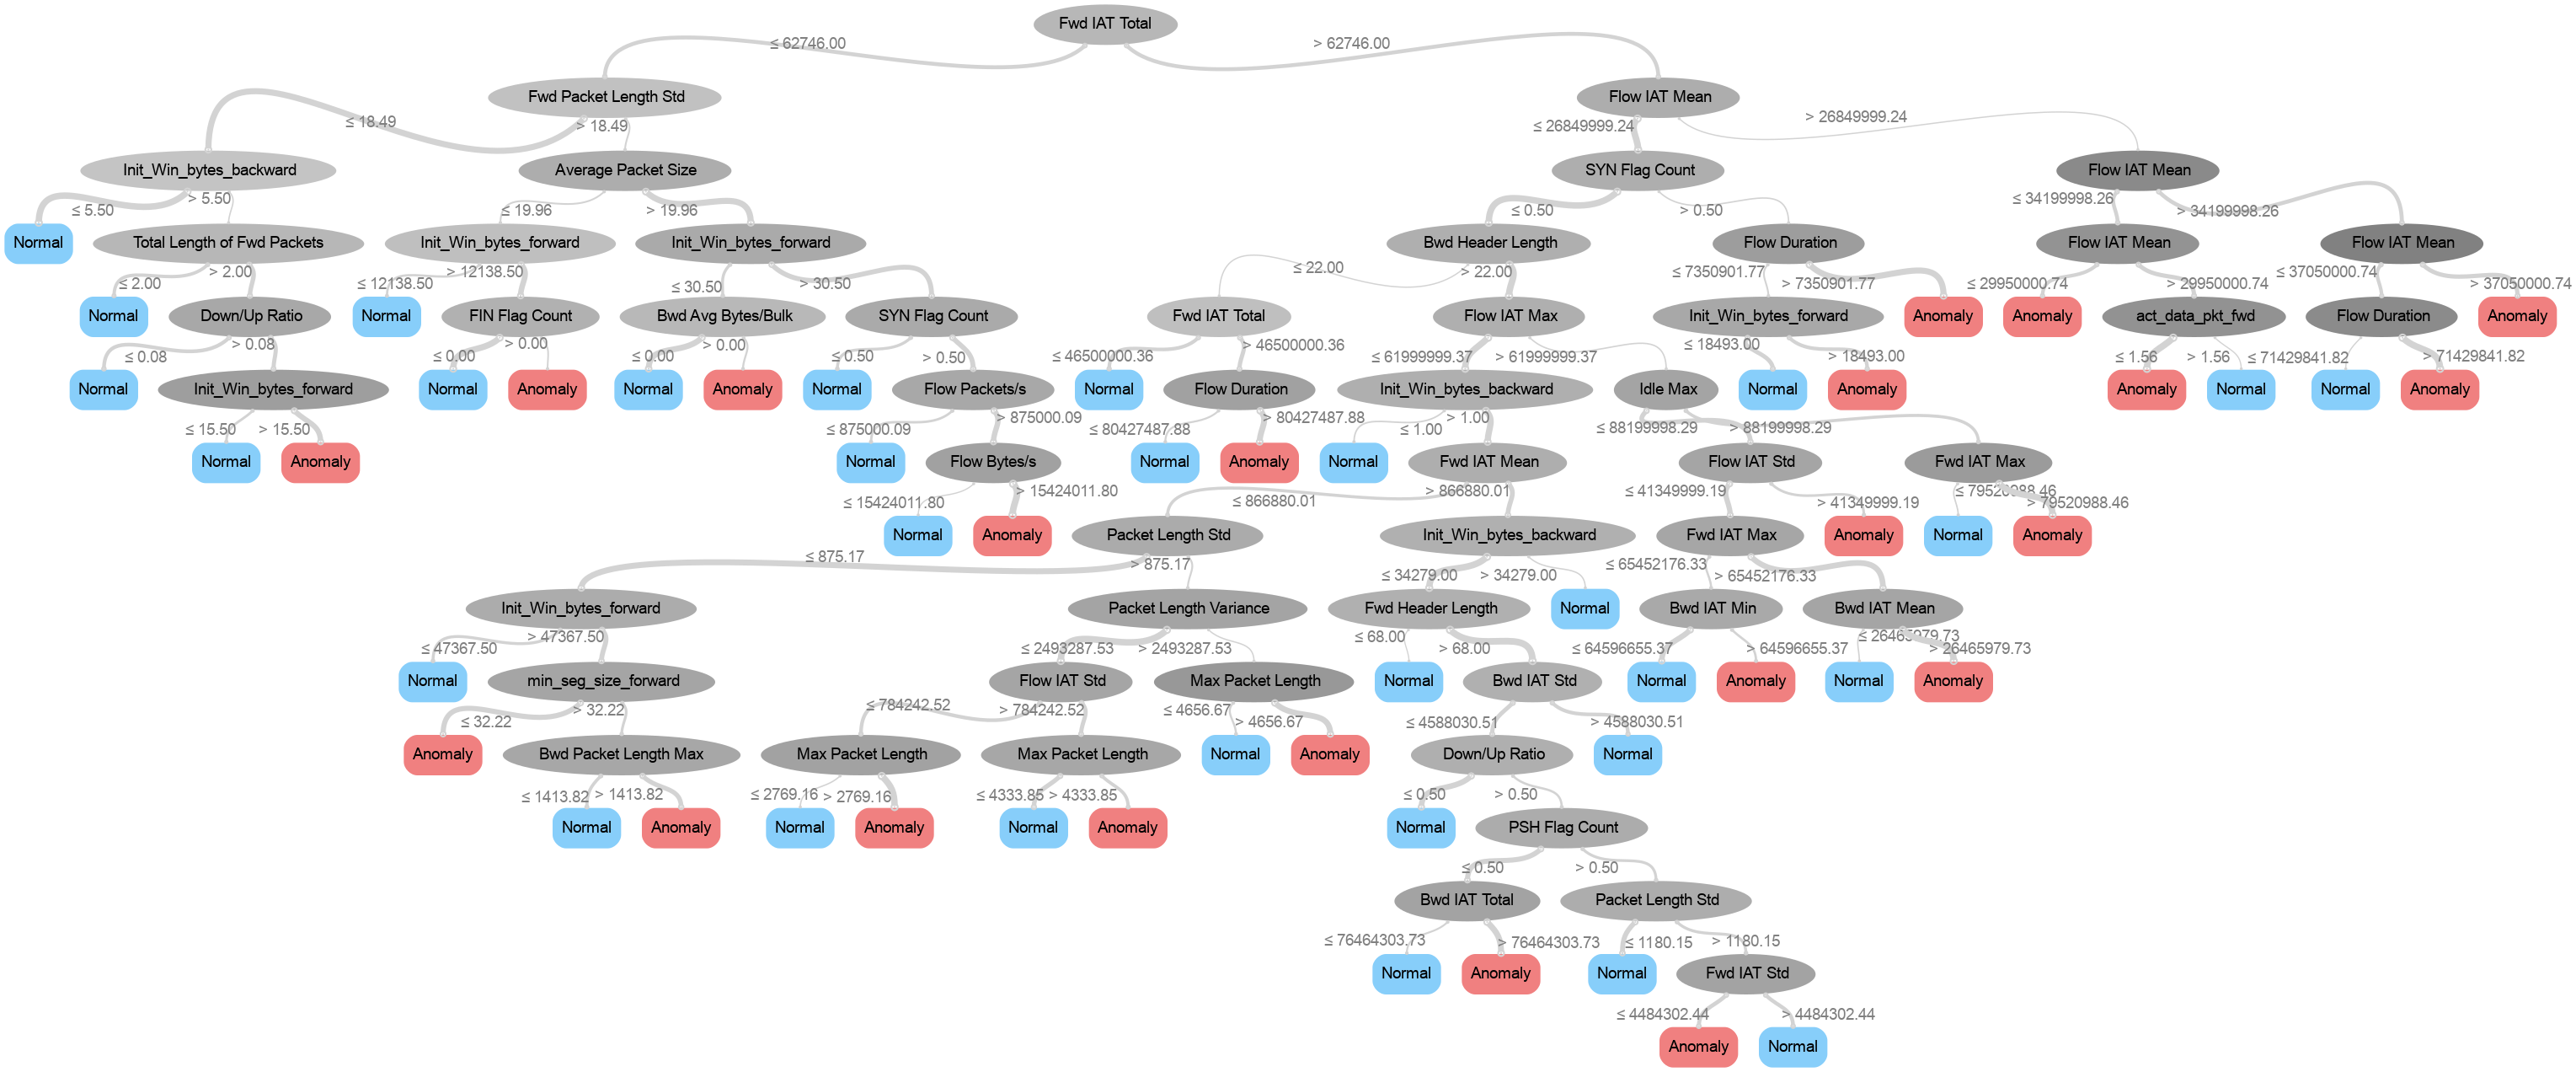 Fwd IAT Total
≤ 62746.00
> 62746.00
Fwd Packet Length Std
Flow IAT Mean
≤ 18.49
> 18.49
≤ 26849999.24
> 26849999.24
Init_Win_bytes_backward
Average Packet Size
SYN Flag Count
Flow IAT Mean
≤ 5.50
> 5.50
≤ 19.96
> 19.96
≤ 0.50
> 0.50
≤ 34199998.26
> 34199998.26
Normal
Total Length of Fwd Packets
Init_Win_bytes_forward
Init_Win_bytes_forward
Bwd Header Length
Flow Duration
Flow IAT Mean
Flow IAT Mean
≤ 2.00
> 2.00
≤ 12138.50
> 12138.50
≤ 30.50
> 30.50
≤ 22.00
> 22.00
≤ 7350901.77
> 7350901.77
≤ 29950000.74
> 29950000.74
≤ 37050000.74
> 37050000.74
Normal
Down/Up Ratio
Normal
FIN Flag Count
Bwd Avg Bytes/Bulk
SYN Flag Count
Fwd IAT Total
Flow IAT Max
Init_Win_bytes_forward
Anomaly
Anomaly
act_data_pkt_fwd
Flow Duration
Anomaly
≤ 0.08
> 0.08
≤ 0.00
> 0.00
≤ 0.00
> 0.00
≤ 0.50
> 0.50
≤ 46500000.36
> 46500000.36
≤ 61999999.37
> 61999999.37
≤ 18493.00
> 18493.00
≤ 1.56
> 1.56
≤ 71429841.82
> 71429841.82
Normal
Init_Win_bytes_forward
Normal
Anomaly
Normal
Anomaly
Normal
Flow Packets/s
Normal
Flow Duration
Init_Win_bytes_backward
Idle Max
Normal
Anomaly
Anomaly
Normal
Normal
Anomaly
≤ 15.50
> 15.50
≤ 875000.09
> 875000.09
≤ 80427487.88
> 80427487.88
≤ 1.00
> 1.00
≤ 88199998.29
> 88199998.29
Normal
Anomaly
Normal
Flow Bytes/s
Normal
Anomaly
Normal
Fwd IAT Mean
Flow IAT Std
Fwd IAT Max
≤ 15424011.80
> 15424011.80
≤ 866880.01
> 866880.01
≤ 41349999.19
> 41349999.19
≤ 79520988.46
> 79520988.46
Normal
Anomaly
Packet Length Std
Init_Win_bytes_backward
Fwd IAT Max
Anomaly
Normal
Anomaly
≤ 875.17
> 875.17
≤ 34279.00
> 34279.00
≤ 65452176.33
> 65452176.33
Init_Win_bytes_forward
Packet Length Variance
Fwd Header Length
Normal
Bwd IAT Min
Bwd IAT Mean
≤ 47367.50
> 47367.50
≤ 2493287.53
> 2493287.53
≤ 68.00
> 68.00
≤ 64596655.37
> 64596655.37
≤ 26465979.73
> 26465979.73
Normal
min_seg_size_forward
Flow IAT Std
Max Packet Length
Normal
Bwd IAT Std
Normal
Anomaly
Normal
Anomaly
≤ 32.22
> 32.22
≤ 784242.52
> 784242.52
≤ 4656.67
> 4656.67
≤ 4588030.51
> 4588030.51
Anomaly
Bwd Packet Length Max
Max Packet Length
Max Packet Length
Normal
Anomaly
Down/Up Ratio
Normal
≤ 1413.82
> 1413.82
≤ 2769.16
> 2769.16
≤ 4333.85
> 4333.85
≤ 0.50
> 0.50
Normal
Anomaly
Normal
Anomaly
Normal
Anomaly
Normal
PSH Flag Count
≤ 0.50
> 0.50
Bwd IAT Total
Packet Length Std
≤ 76464303.73
> 76464303.73
≤ 1180.15
> 1180.15
Normal
Anomaly
Normal
Fwd IAT Std
≤ 4484302.44
> 4484302.44
Anomaly
Normal